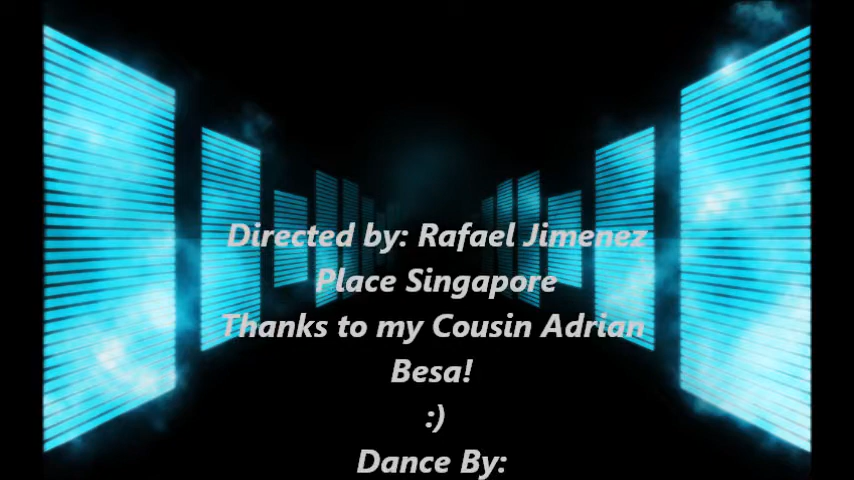 Directed by: Rafael Jimenez
Place Singapore
Thanks to my Cousin Adrian
Besa!
:)
Dance By: